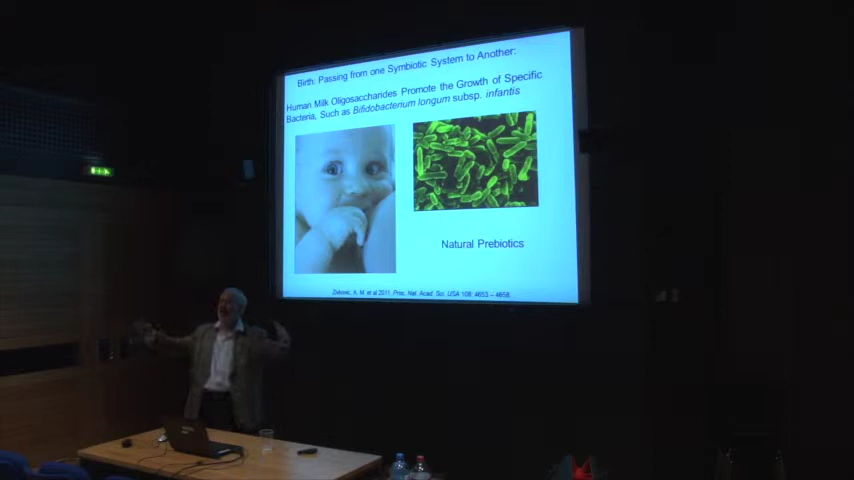 Birth: Passing from one Symbiotic System to Another:
Human Milk Oligosaccharides Promote the Growth of Specific
Bacteria, Such as Bifidobacterium longum subsp. infantis
Natural Prebiotics
Zivkovic, A. M. et al 2011, Proc. Nat. Acad. Sci. USA 108: 4653 – 4658.